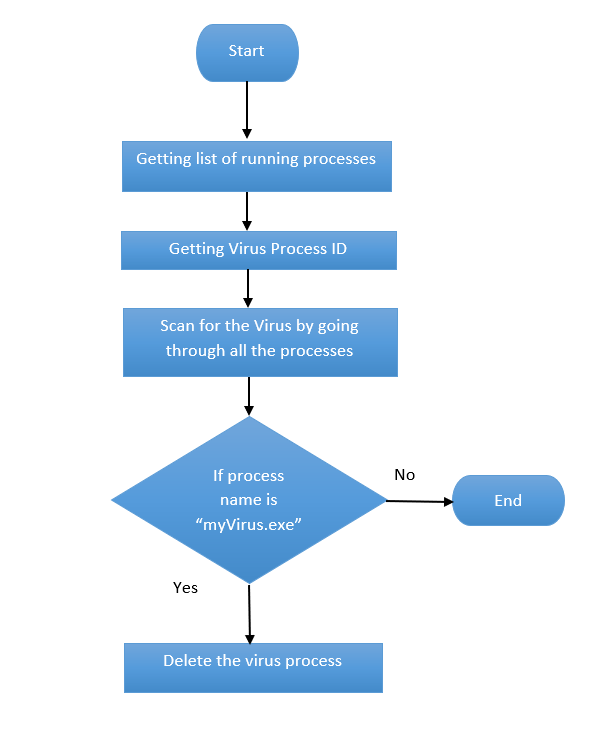 Start
Getting list of running processes
Getting Virus Process ID
Scan for the Virus by going
through all the processes
If process
name is
“myVirus.exe”
No
End
Yes
Delete the virus process